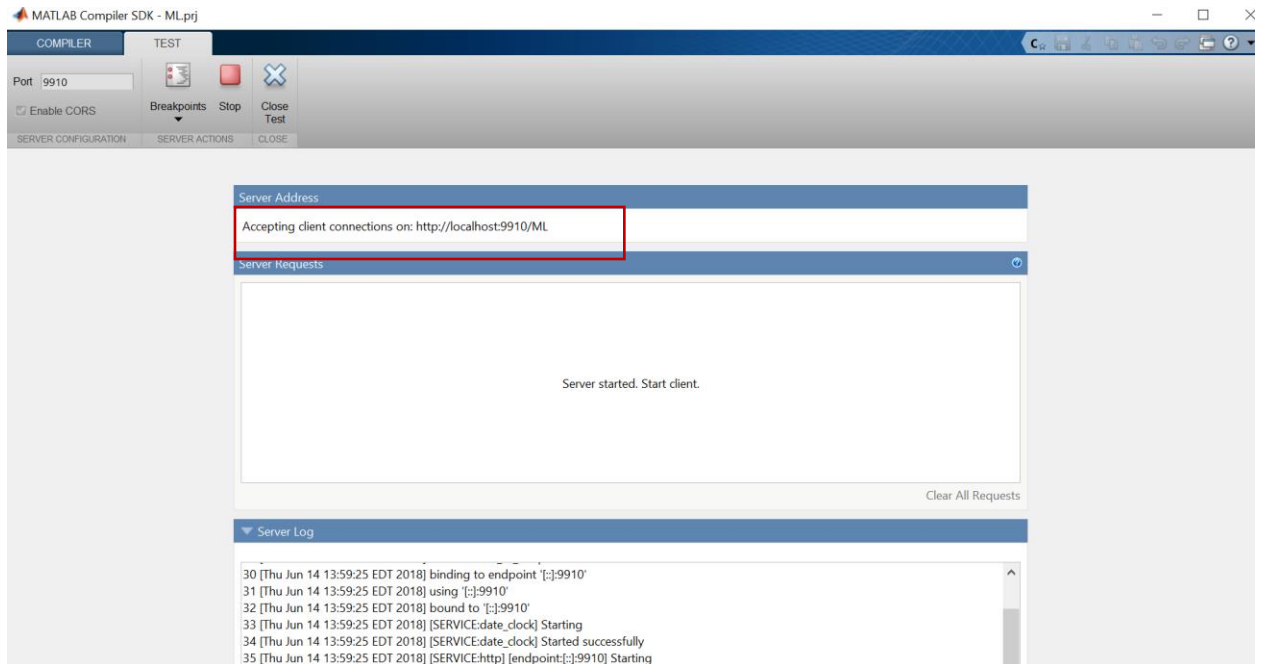 MATLAB Compiler SDK - ML.prj
COMPILER TEST
Port 9910
Enable CORS
Breakpoints Stop Close Test
SERVER CONFIGURATION SERVER ACTIONS CLOSE
Server Address
Accepting client connections on: http://localhost:9910/ML
Server Requests
Server started. Start client.
Clear All Requests
Server Log
30 [Thu Jun 14 13:59:25 EDT 2018] binding to endpoint '[::]:9910'
31 [Thu Jun 14 13:59:25 EDT 2018] using '[::]:9910'
32 [Thu Jun 14 13:59:25 EDT 2018] bound to '[::]:9910'
33 [Thu Jun 14 13:59:25 EDT 2018] [SERVICE:date_clock] Starting
34 [Thu Jun 14 13:59:25 EDT 2018] [SERVICE:date_clock] Started successfully
35 [Thu Jun 14 13:59:25 EDT 2018] [SERVICE:http] [endpoint:[::]:9910] Starting